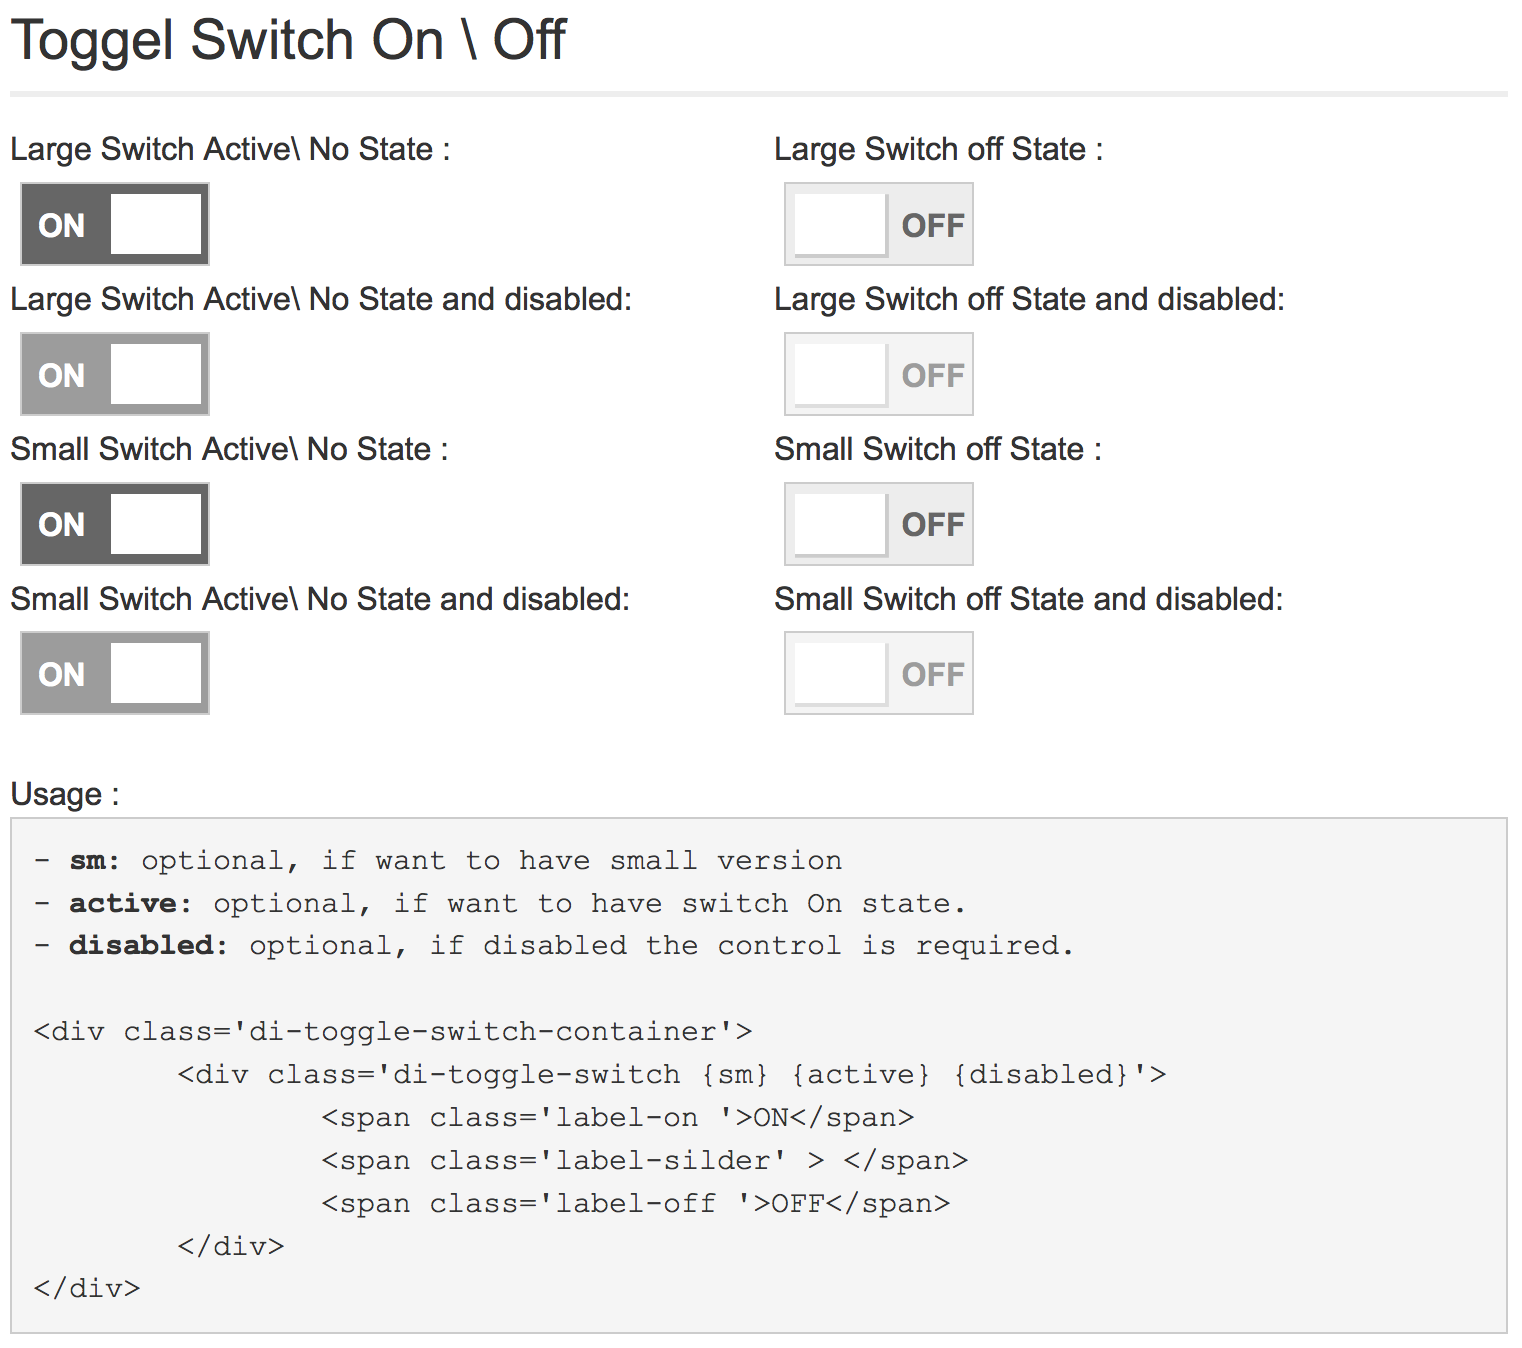 Toggel Switch On \ Off
Large Switch Active\ No State :
Large Switch off State :
ON
OFF
Large Switch Active\ No State and disabled:
Large Switch off State and disabled:
ON
OFF
Small Switch Active\ No State :
Small Switch off State :
ON
OFF
Small Switch Active\ No State and disabled:
Small Switch off State and disabled:
ON
OFF
Usage :
- sm: optional, if want to have small version
- active: optional, if want to have switch On state.
- disabled: optional, if disabled the control is required.
<div class='di-toggle-switch-container'>
<div class='di-toggle-switch {sm} {active} {disabled}'>
<span class='label-on '>ON</span>
<span class='label-silder' > </span>
<span class='label-off '>OFF</span>
</div>
</div>